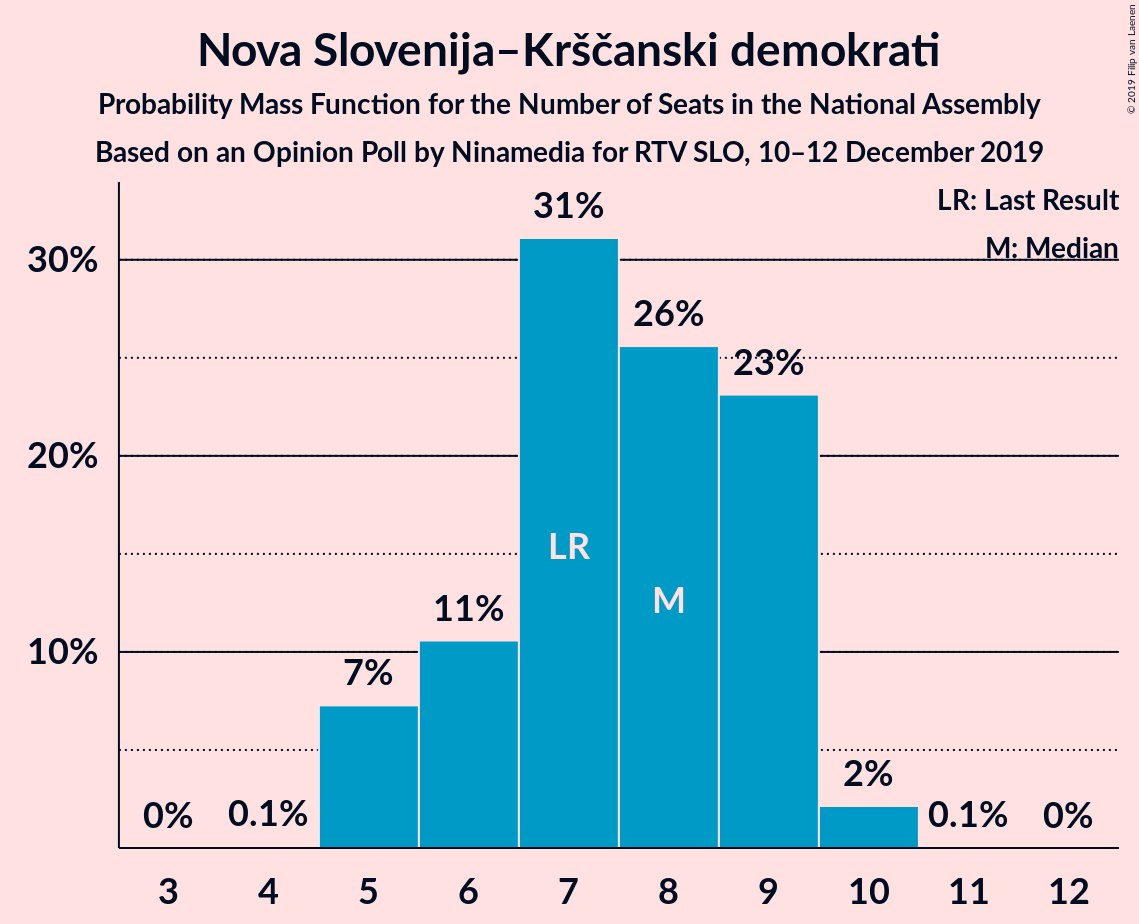 Nova Slovenija–Krščanski demokrati
Probability Mass Function for the Number of Seats in the National Assembly
Based on an Opinion Poll by Ninamedia for RTV SLO, 10–12 December 2019
© 2019 Filip van Laenen
LR: Last Result
M: Median
30%
20%
10%
0%
0.1%
7%
11%
31%
26%
23%
2%
0.1%
0%
LR
M
3 4 5 6 7 8 9 10 11 12